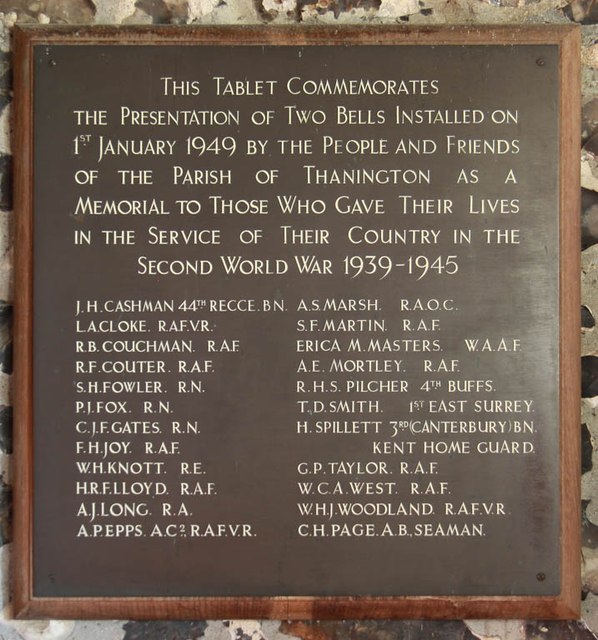 THIS TABLET COMMEMORATES
THE PRESENTATION OF TWO BELLS INSTALLED ON
1ST JANUARY 1949 BY THE PEOPLE AND FRIENDS
OF THE PARISH OF THANINGTON AS A
MEMORIAL TO THOSE WHO GAVE THEIR LIVES
IN THE SERVICE OF THEIR COUNTRY IN THE
SECOND WORLD WAR 1939-1945
J.H. CASHMAN 44TH RECCE. BN.
L.A.CLOKE. R.A.F.V.R.
R.B. COUCHMAN. R.A.F.
R.F. COUTER. R.A.F.
S.H. FOWLER. R.N.
P.J. FOX. R.N.
C.J.F. GATES. R.N.
F.H. JOY. R.A.F.
W.H. KNOTT. R.E.
H.R.F. LLOYD. R.A.F.
A.J. LONG. R.A.
A.P. EPPS. A.C.2. R.A.F.V.R.
A.S. MARSH. R.A.O.C.
S.F. MARTIN. R.A.F.
ERICA M. MASTERS. W.A.A.F.
A.E. MORTLEY. R.A.F.
R.H.S. PILCHER 4TH BUFFS.
T.D. SMITH. 1ST EAST SURREY.
H. SPILLETT 3RD (CANTERBURY) BN.
KENT HOME GUARD.
G.P. TAYLOR. R.A.F.
W.C.A. WEST. R.A.F.
W.H.J. WOODLAND. R.A.F.V.R.
C.H. PAGE. A.B., SEAMAN.